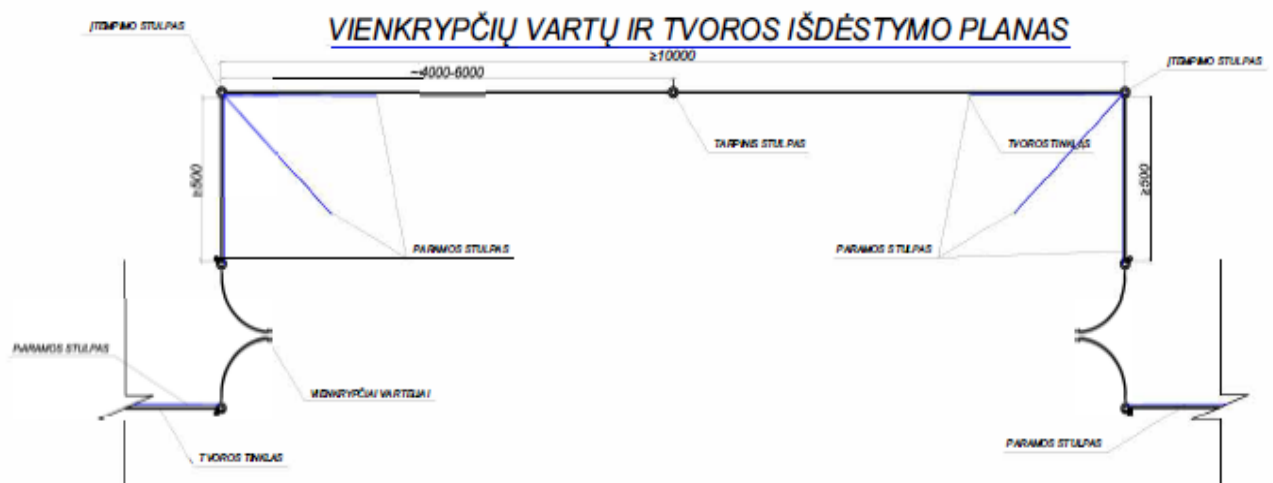 VIENKRYPČIŲ VARTŲ IR TVOROS IŠDĖSTYMO PLANAS
ĮTEMPIMO STULPAS
≥10000
ĮTEMPIMO STULPAS
~4000-6000
TARPINIS STULPAS
TVOROS TINKLAS
≥500
≥500
PARAMOS STULPAS
PARAMOS STULPAS
PARAMOS STULPAS
VIENKRYPČIAI VARTELIAI
TVOROS TINKLAS
PARAMOS STULPAS